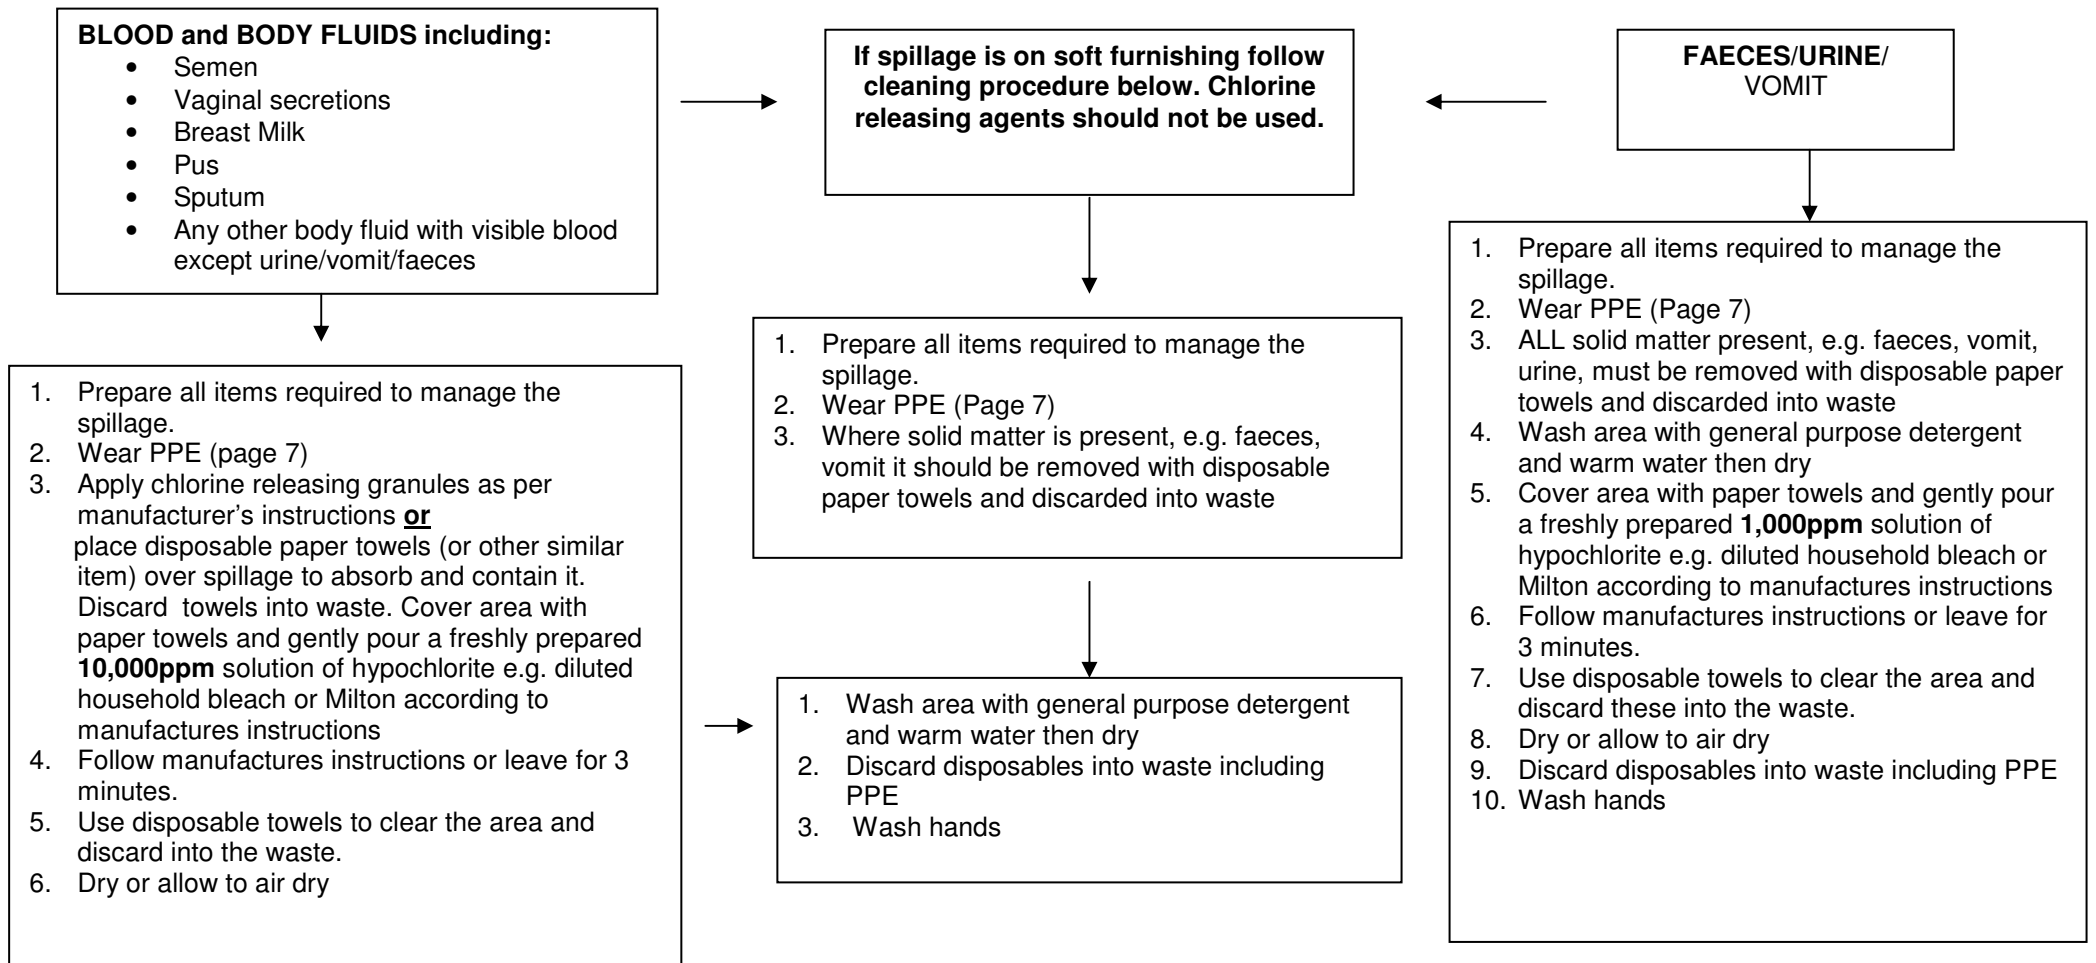 BLOOD and BODY FLUIDS including:
• Semen
• Vaginal secretions
• Breast Milk
• Pus
• Sputum
• Any other body fluid with visible blood
except urine/vomit/faeces
If spillage is on soft furnishing follow
cleaning procedure below. Chlorine
releasing agents should not be used.
FAECES/URINE/
VOMIT
1. Prepare all items required to manage the
spillage.
2. Wear PPE (page 7)
3. Apply chlorine releasing granules as per
manufacturer’s instructions or
place disposable paper towels (or other similar
item) over spillage to absorb and contain it.
Discard towels into waste. Cover area with
paper towels and gently pour a freshly prepared
10,000ppm solution of hypochlorite e.g. diluted
household bleach or Milton according to
manufactures instructions
4. Follow manufactures instructions or leave for 3
minutes.
5. Use disposable towels to clear the area and
discard into the waste.
6. Dry or allow to air dry
1. Prepare all items required to manage the
spillage.
2. Wear PPE (Page 7)
3. Where solid matter is present, e.g. faeces,
vomit it should be removed with disposable
paper towels and discarded into waste
1. Wash area with general purpose detergent
and warm water then dry
2. Discard disposables into waste including
PPE
3. Wash hands
1. Prepare all items required to manage the
spillage.
2. Wear PPE (Page 7)
3. ALL solid matter present, e.g. faeces, vomit,
urine, must be removed with disposable paper
towels and discarded into waste
4. Wash area with general purpose detergent
and warm water then dry
5. Cover area with paper towels and gently pour
a freshly prepared 1,000ppm solution of
hypochlorite e.g. diluted household bleach or
Milton according to manufactures instructions
6. Follow manufactures instructions or leave for
3 minutes.
7. Use disposable towels to clear the area and
discard these into the waste.
8. Dry or allow to air dry
9. Discard disposables into waste including PPE
10. Wash hands